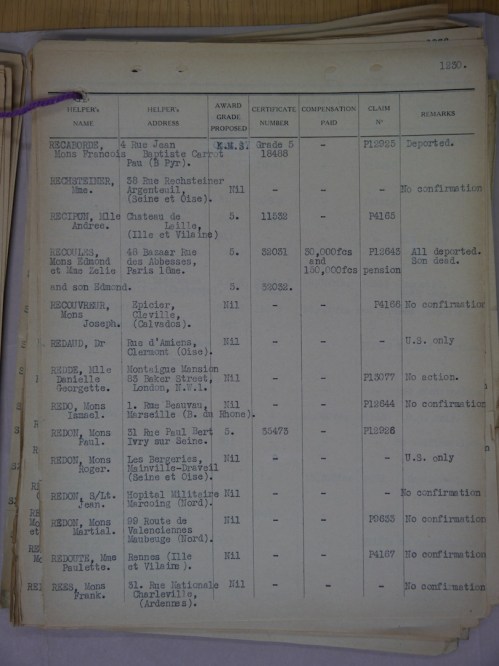 1230.
HELPER's NAME HELPER's ADDRESS AWARD GRADE PROPOSED CERTIFICATE NUMBER COMPENSATION PAID CLAIM Nº REMARKS
RECABORDE, 4 Rue Jean K.M.S. Grade 5 - P12925 Deported.
Mons Francois Baptiste Carrot 18488
Pau (B Pyr).
RECHSTEINER, 38 Rue Rechsteiner
Mme. Argenteuil, Nil - - - No confirmation
(Seine et Oise).
RECIPON, Mlle Chateau de 5. 11532 - P4165
Andree. Laille,
(Ille et Vilaine)
RECOULES, 48 Bazaar Rue 5. 32031 30,000fcs P12643 All deported.
Mons Edmond des Abbesses, and Son dead.
et Mme Zelie Paris 18me. 150,000fcs pension
and son Edmond. 5. 32032.
RECOUVREUR, Epicier, Nil - - P4166 No confirmation
Mons Cleville,
Joseph. (Calvados).
REDAUD, Dr Rue d'Amiens, Nil - - - U.S. only
Clermont (Oise).
REDDE, Mlle Montaigue Mansion
Danielle 83 Baker Street, Nil - - P13077 No action.
Georgette. London, N.W.1.
REDO, Mons 1. Rue Beauvau, Nil - - P12644 No confirmation
Ismael. Marseille (B. du Rhone).
REDON, Mons 31 Rue Paul Bert 5. 35473 - P12926
Paul. Ivry sur Seine.
REDON, Mons Les Bergeries, Nil - - - U.S. only
Roger. Mainville-Draveil
(Seine et Oise).
REDON, S/Lt. Hopital Militaire Nil - - - No confirmation
Jean. Marcoing (Nord).
REDON, Mons 99 Route de Nil - - P9633 No confirmation
Martial. Valenciennes
Maubeuge (Nord).
REDOUTE, Mme Rennes (Ille Nil - - P4167 No confirmation
Paulette. et Vilaine).
REES, Mons 31. Rue Nationale Nil - - - No confirmation
Frank. Charleville,
(Ardennes).